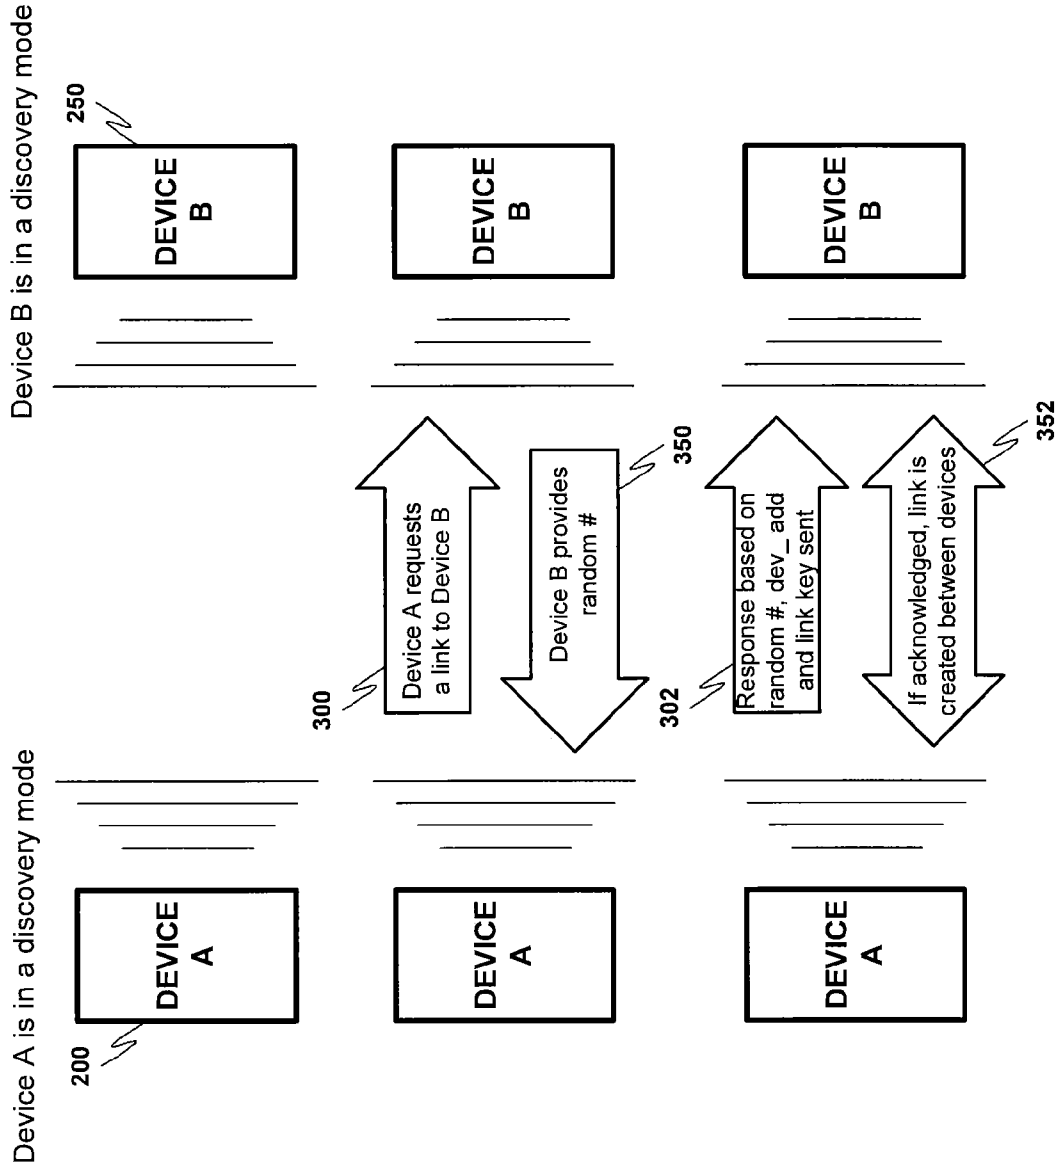 Device A is in a discovery mode
Device B is in a discovery mode
200
DEVICE
A
250
DEVICE
B
DEVICE
A
300
Device A requests
a link to Device B
Device B provides
random #
350
DEVICE
B
DEVICE
A
302
Response based on
random #, dev_ add
and link key sent
If acknowledged, link is
created between devices
352
DEVICE
B